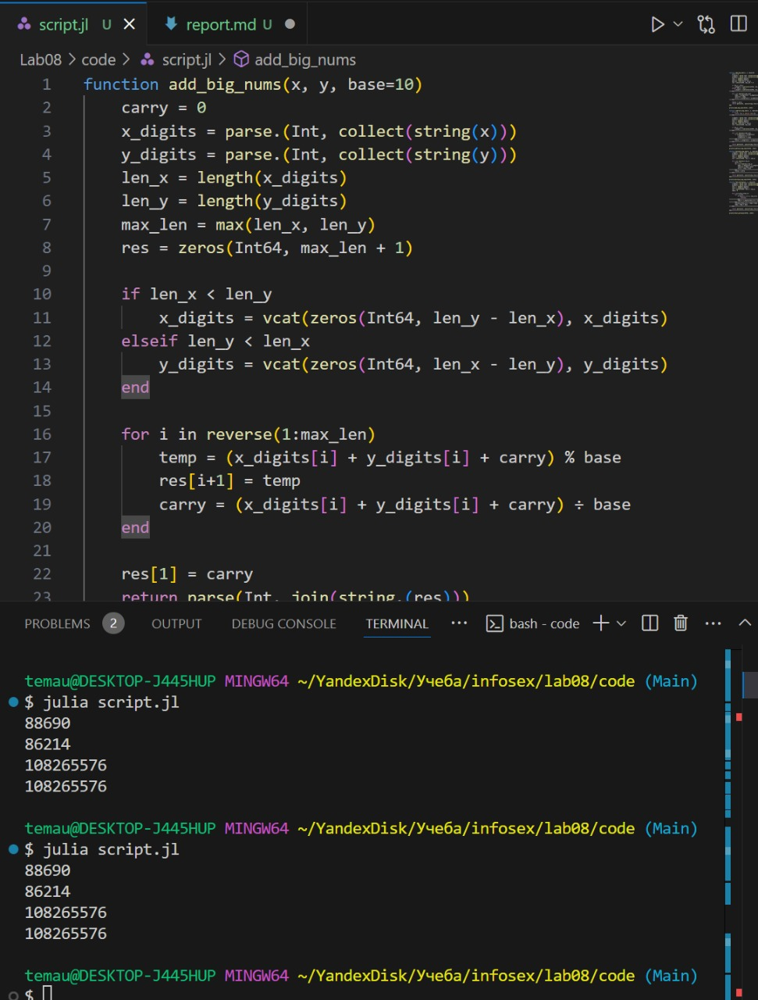 script.jl U × report.md U ●
Lab08 > code > script.jl > add_big_nums
1 function add_big_nums(x, y, base=10)
2 carry = 0
3 x_digits = parse.(Int, collect(string(x)))
4 y_digits = parse.(Int, collect(string(y)))
5 len_x = length(x_digits)
6 len_y = length(y_digits)
7 max_len = max(len_x, len_y)
8 res = zeros(Int64, max_len + 1)
9
10 if len_x < len_y
11 x_digits = vcat(zeros(Int64, len_y - len_x), x_digits)
12 elseif len_y < len_x
13 y_digits = vcat(zeros(Int64, len_x - len_y), y_digits)
14 end
15
16 for i in reverse(1:max_len)
17 temp = (x_digits[i] + y_digits[i] + carry) % base
18 res[i+1] = temp
19 carry = (x_digits[i] + y_digits[i] + carry) ÷ base
20 end
21
22 res[1] = carry
23 return parse(Int, join(string.(res)))
PROBLEMS 2 OUTPUT DEBUG CONSOLE TERMINAL ··· bash - code + ···
temau@DESKTOP-J445HUP MINGW64 ~/YandexDisk/Учеба/infosex/lab08/code (Main)
$ julia script.jl
88690
86214
108265576
108265576
temau@DESKTOP-J445HUP MINGW64 ~/YandexDisk/Учеба/infosex/lab08/code (Main)
$ julia script.jl
88690
86214
108265576
108265576
temau@DESKTOP-J445HUP MINGW64 ~/YandexDisk/Учеба/infosex/lab08/code (Main)
$